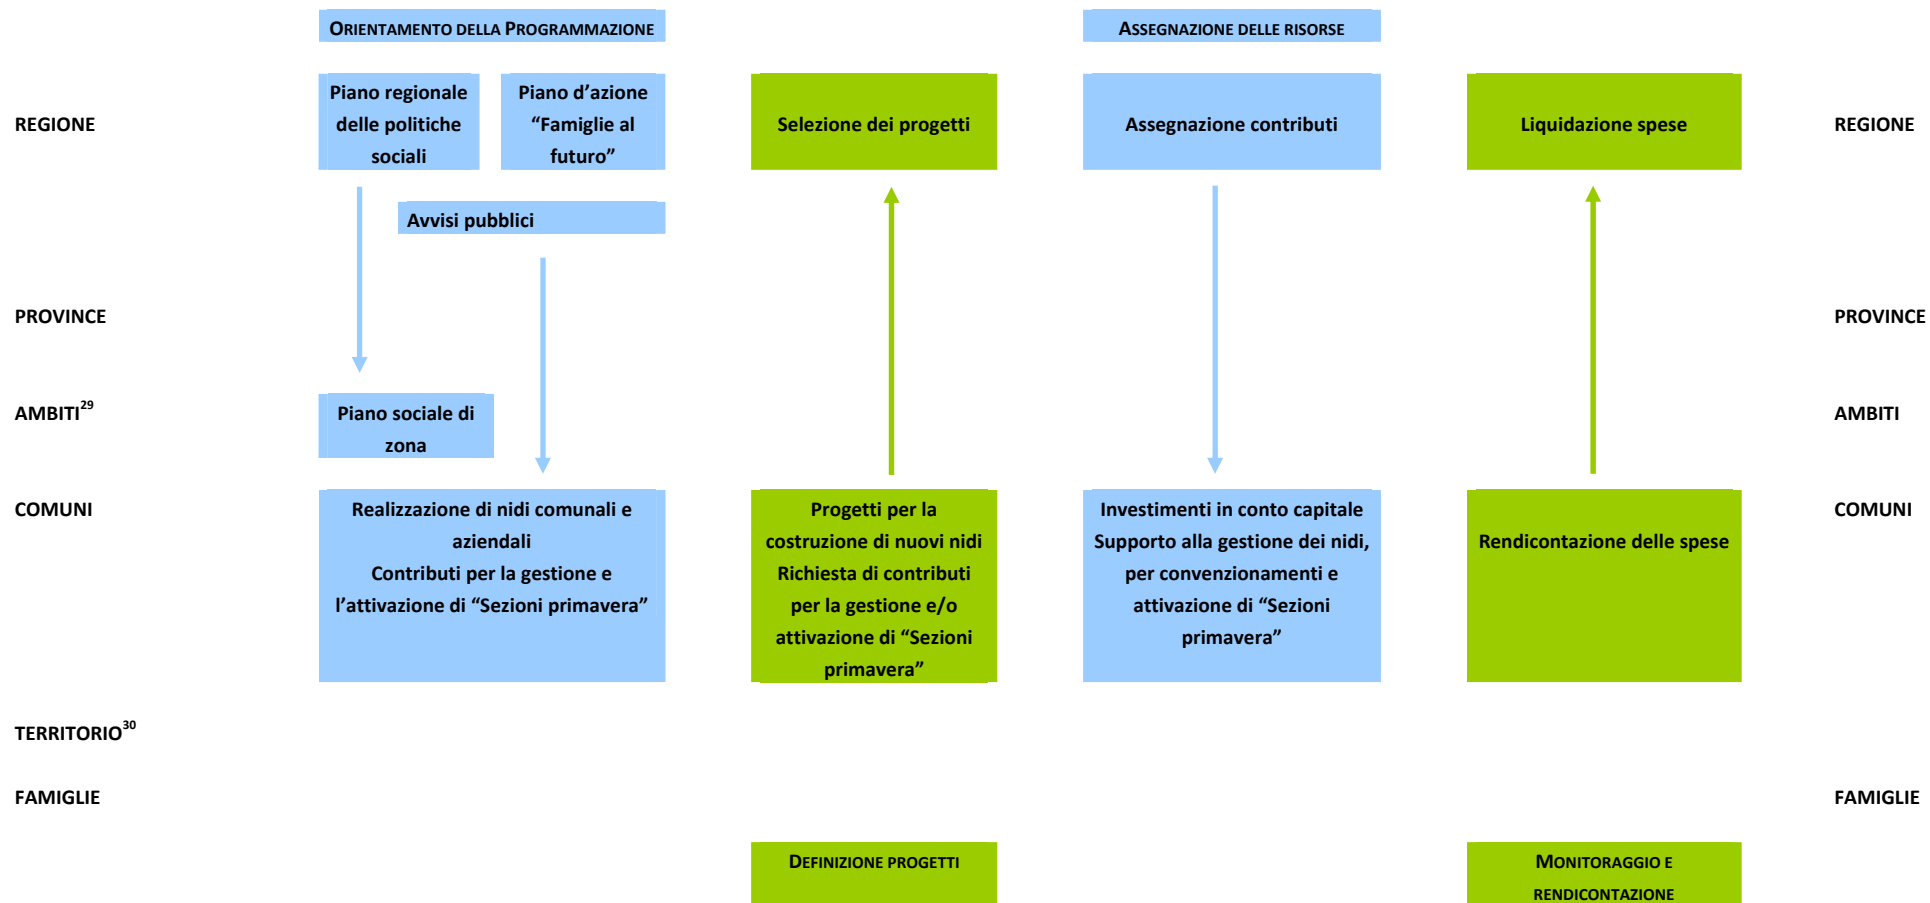 ORIENTAMENTO DELLA PROGRAMMAZIONE
ASSEGNAZIONE DELLE RISORSE
REGIONE
Piano regionale
delle politiche
sociali
Piano d’azione
“Famiglie al
futuro”
Selezione dei progetti
Assegnazione contributi
Liquidazione spese
REGIONE
Avvisi pubblici
PROVINCE
PROVINCE
AMBITI29
Piano sociale di
zona
AMBITI
COMUNI
Realizzazione di nidi comunali e
aziendali
Contributi per la gestione e
l’attivazione di “Sezioni primavera”
Progetti per la
costruzione di nuovi nidi
Richiesta di contributi
per la gestione e/o
attivazione di “Sezioni
primavera”
Investimenti in conto capitale
Supporto alla gestione dei nidi,
per convenzionamenti e
attivazione di “Sezioni
primavera”
Rendicontazione delle spese
COMUNI
TERRITORIO30
FAMIGLIE
FAMIGLIE
DEFINIZIONE PROGETTI
MONITORAGGIO E
RENDICONTAZIONE